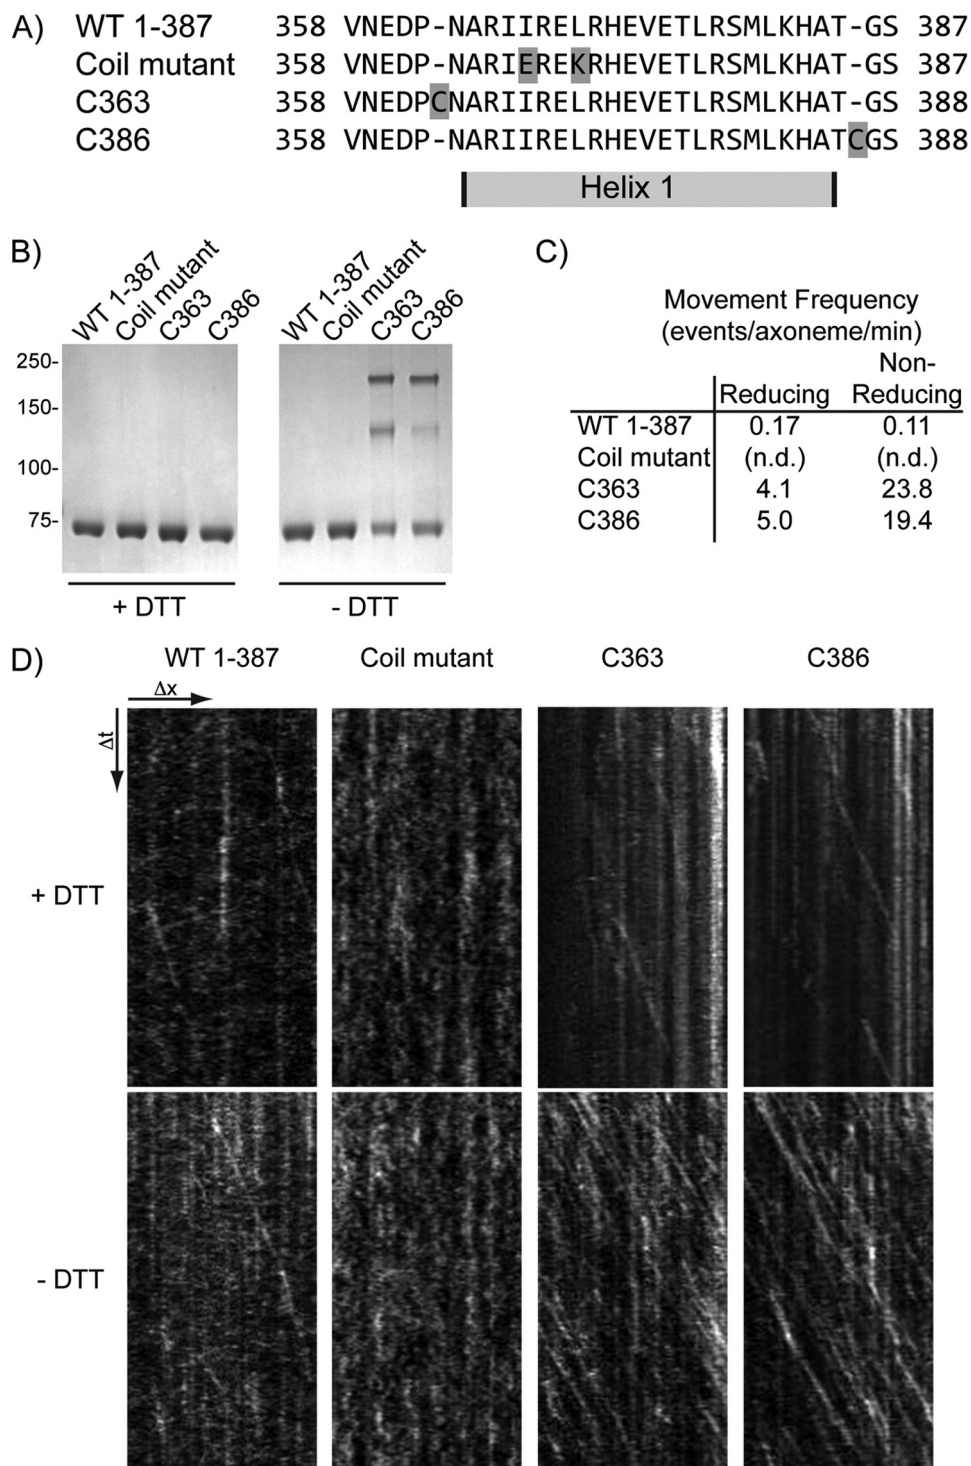 A)
WT 1-387 358 VNEDP-NARIIRELRHEVETLRSMLKHAT-GS 387
Coil mutant 358 VNEDP-NARIEREKRHEVETLRSMLKHAT-GS 387
C363 358 VNEDPCNARIIRELRHEVETLRSMLKHAT-GS 388
C386 358 VNEDP-NARIIRELRHEVETLRSMLKHATCGS 388
Helix 1
B)
WT 1-387 Coil mutant C363 C386 WT 1-387 Coil mutant C363 C386
250-
150-
100-
75-
+ DTT - DTT
C)
Movement Frequency
(events/axoneme/min)
Non-
Reducing Reducing
WT 1-387 0.17 0.11
Coil mutant (n.d.) (n.d.)
C363 4.1 23.8
C386 5.0 19.4
D) WT 1-387 Coil mutant C363 C386
Δx
Δt
+ DTT
- DTT